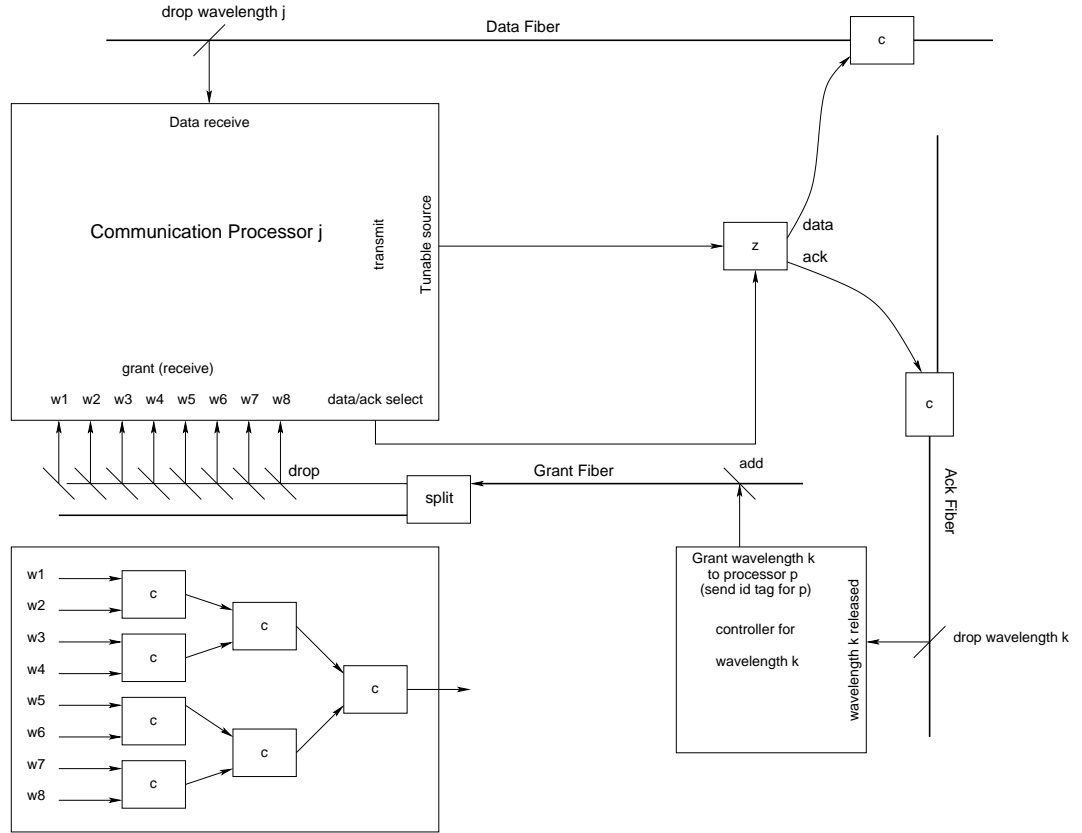 drop wavelength j
Data Fiber
c
Data receive
Communication Processor j
transmit
Tunable source
z
data
ack
grant (receive)
w1 w2 w3 w4 w5 w6 w7 w8
data/ack select
c
drop
split
Grant Fiber
add
Ack Fiber
Grant wavelength k
to processor p
(send id tag for p)
controller for
wavelength k
wavelength k released
drop wavelength k
w1
w2
w3
w4
w5
w6
w7
w8
c
c
c
c
c
c
c